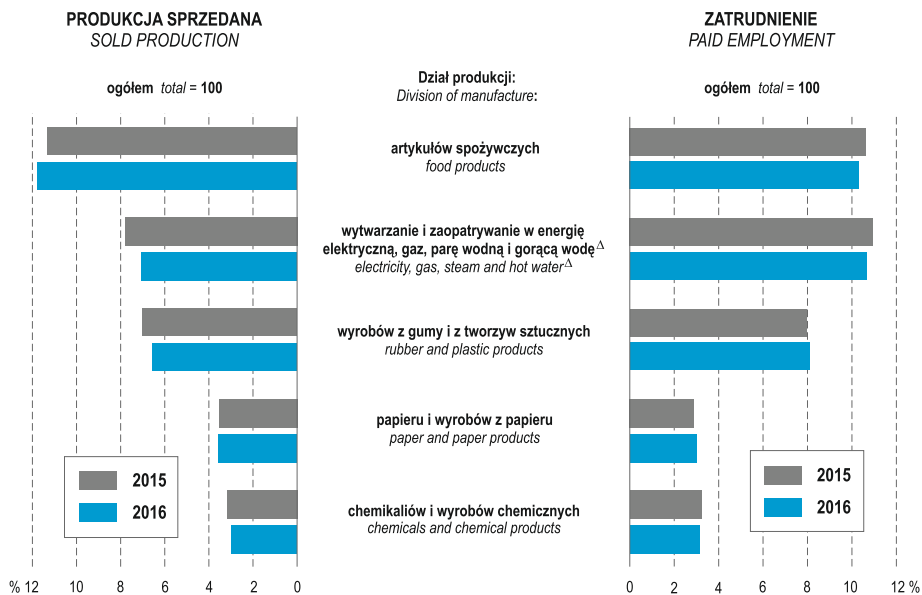 PRODUKCJA SPRZEDANA
SOLD PRODUCTION
ZATRUDNIENIE
PAID EMPLOYMENT
ogółem total = 100
Dział produkcji:
Division of manufacture:
ogółem total = 100
artykułów spożywczych
food products
wytwarzanie i zaopatrywanie w energię
elektryczną, gaz, parę wodną i gorącą wodę Δ
electricity, gas, steam and hot water Δ
wyrobów z gumy i z tworzyw sztucznych
rubber and plastic products
papieru i wyrobów z papieru
paper and paper products
chemikaliów i wyrobów chemicznych
chemicals and chemical products
2015
2016
2015
2016
% 12 10 8 6 4 2 0
0 2 4 6 8 10 12 %